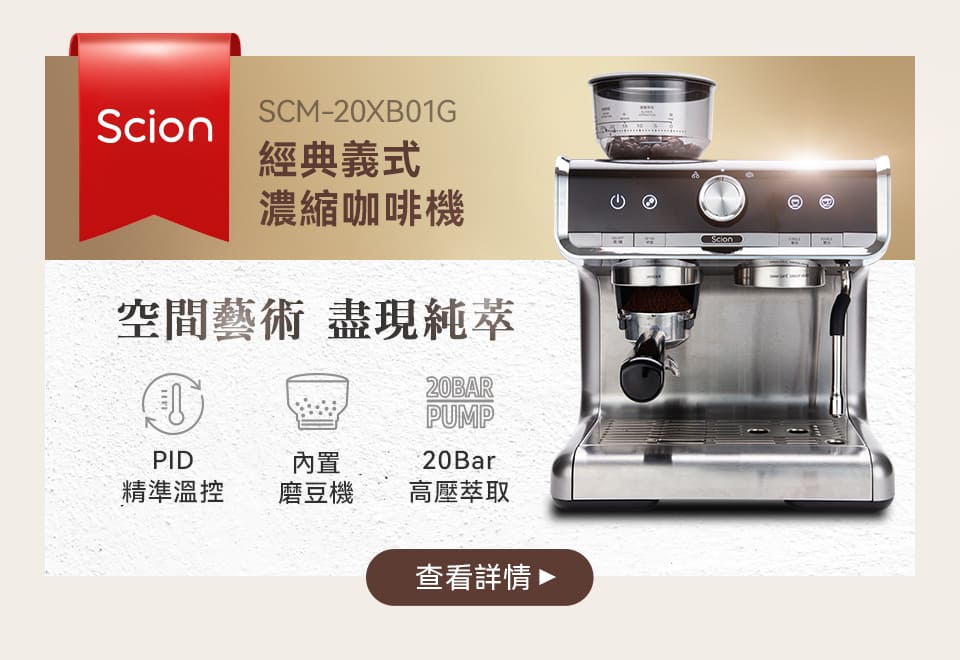 Scion
SCM-20XB01G
經典義式
濃縮咖啡機
空間藝術 盡現純萃
20BAR
PUMP
PID
精準溫控
內置
磨豆機
20Bar
高壓萃取
Scion
查看詳情